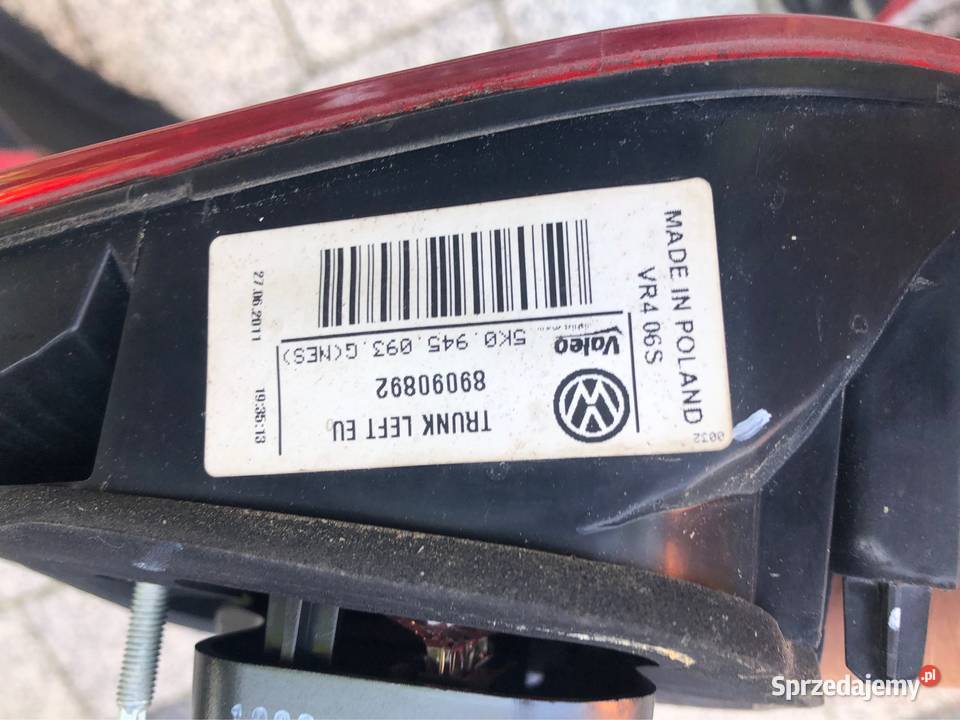 MADE IN POLAND
VR4 06S
0032
Valeo
5K0.945.093.G(NES)
89090892
TRUNK LEFT EU
27.06.2011
19:35:13
Sprzedajemy.pl